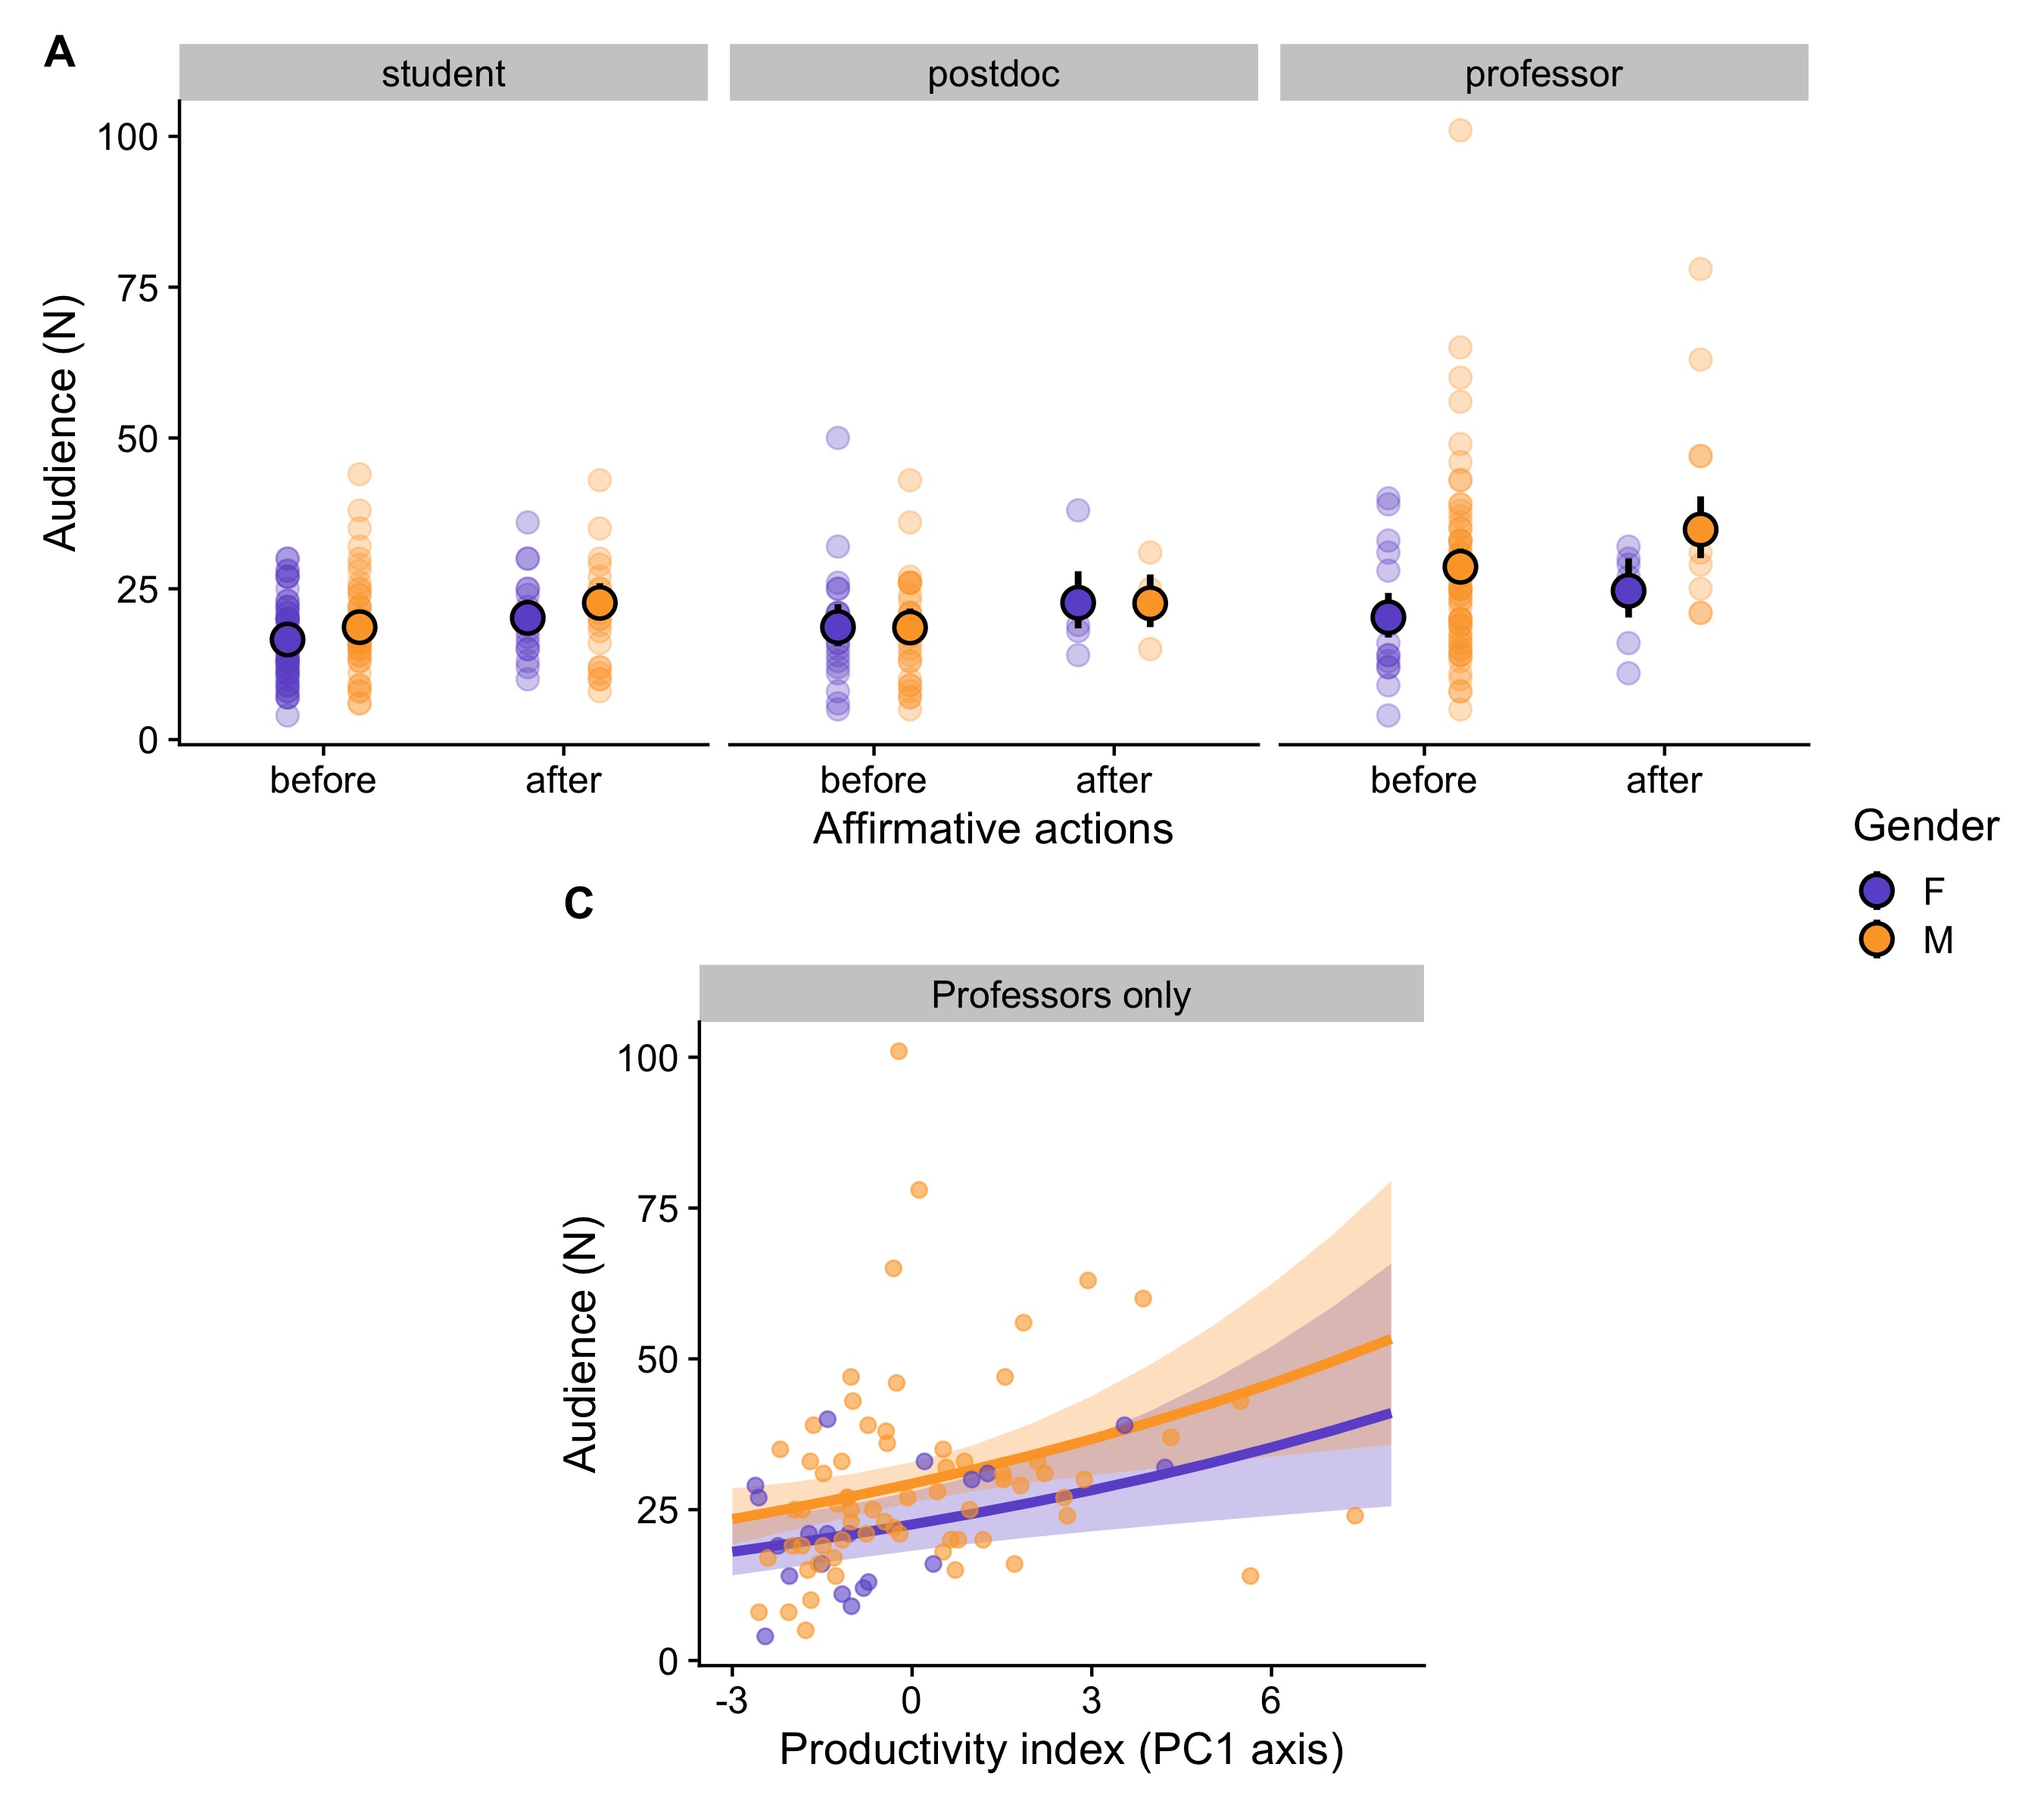 A
student postdoc professor
100
75
50
25
0
Audience (N)
before after before after before after
Affirmative actions
Gender
F
M
C
Professors only
100
75
50
25
0
Audience (N)
-3 0 3 6
Productivity index (PC1 axis)